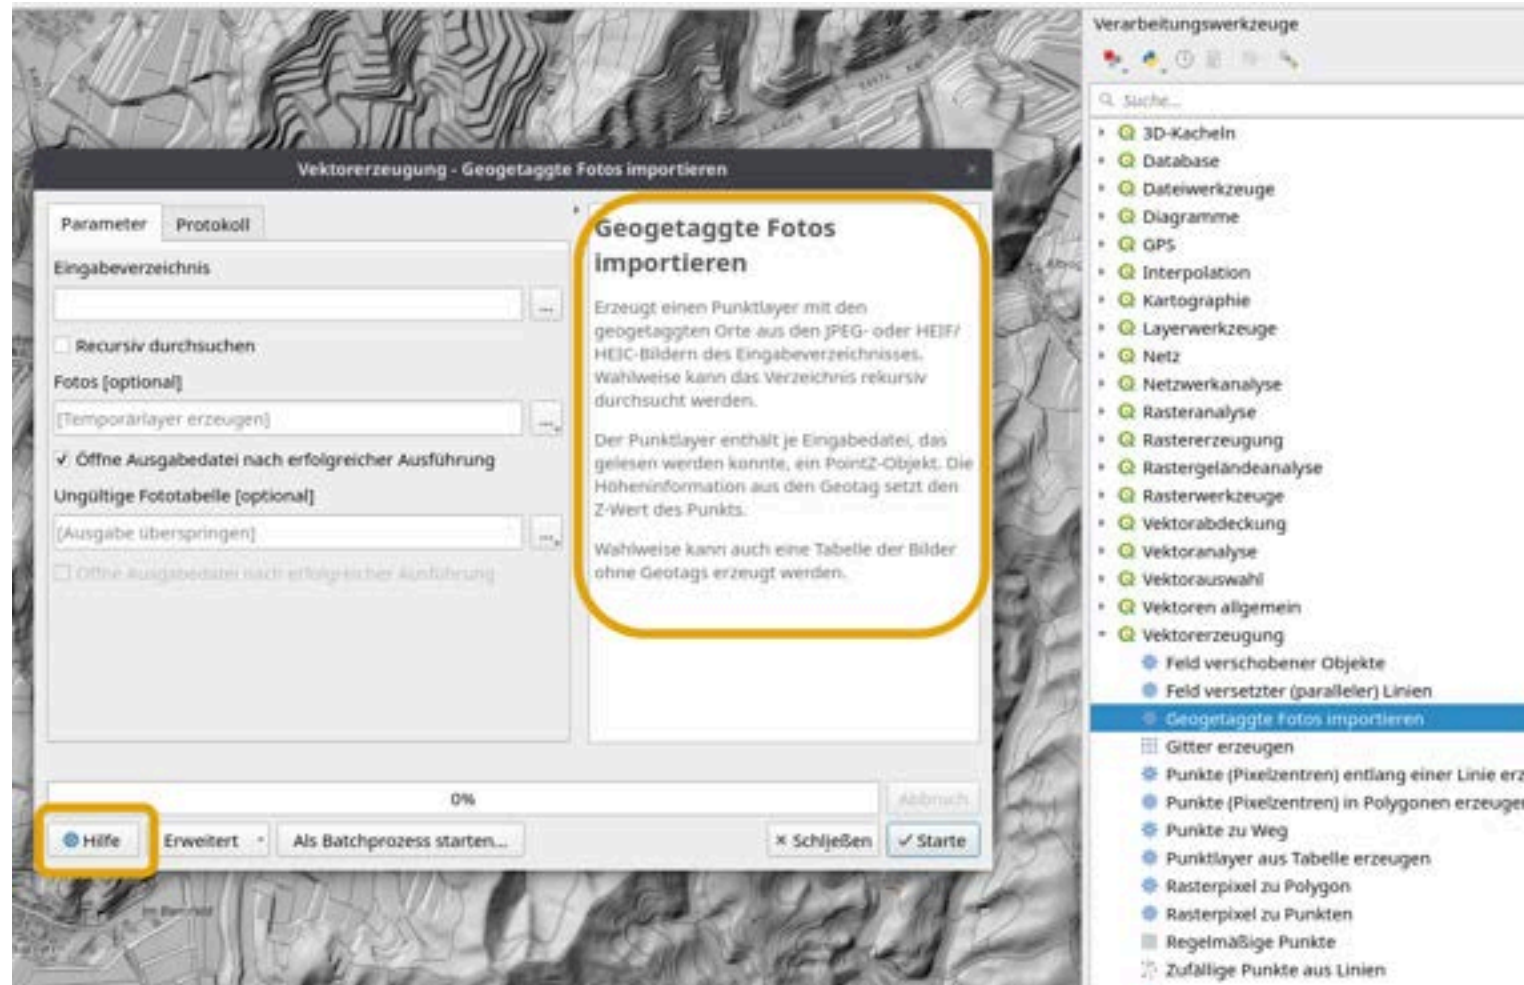 Verarbeitungswerkzeuge
Suche...
3D-Kacheln
Database
Dateiwerkzeuge
Diagramme
GPS
Interpolation
Kartographie
Layerwerkzeuge
Netz
Netzwerkanalyse
Rasteranalyse
Rastererzeugung
Rastergeländeanalyse
Rasterwerkzeuge
Vektorabdeckung
Vektoranalyse
Vektorauswahl
Vektoren allgemein
Vektorerzeugung
Feld verschobener Objekte
Feld versetzter (paralleler) Linien
Geogetaggte Fotos importieren
Gitter erzeugen
Punkte (Pixelzentren) entlang einer Linie erz
Punkte (Pixelzentren) in Polygonen erzeugen
Punkte zu Weg
Punktlayer aus Tabelle erzeugen
Rasterpixel zu Polygon
Rasterpixel zu Punkten
Regelmäßige Punkte
Zufällige Punkte aus Linien
Vektorerzeugung - Geogetaggte Fotos importieren
Parameter Protokoll
Eingabeverzeichnis
...
Recursiv durchsuchen
Fotos [optional]
[Temporärlayer erzeugen] ...
Öffne Ausgabedatei nach erfolgreicher Ausführung
Ungültige Fototabelle [optional]
[Ausgabe überspringen] ...
Öffne Ausgabedatei nach erfolgreicher Ausführung
Geogetaggte Fotos
importieren
Erzeugt einen Punktlayer mit den
geogetaggten Orte aus den JPEG- oder HEIF/
HEIC-Bildern des Eingabeverzeichnisses.
Wahlweise kann das Verzeichnis rekursiv
durchsucht werden.
Der Punktlayer enthält je Eingabedatei, das
gelesen werden konnte, ein PointZ-Objekt. Die
Höheninformation aus den Geotag setzt den
Z-Wert des Punkts.
Wahlweise kann auch eine Tabelle der Bilder
ohne Geotags erzeugt werden.
0% Abbruch
Hilfe Erweitert Als Batchprozess starten... Schließen Starte